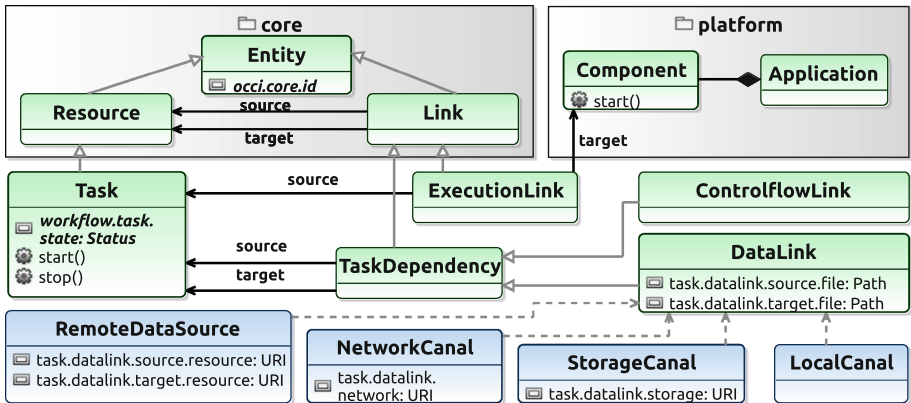 core
platform
Entity
occi.core.id
Component
start()
Application
Resource
source
target
Link
target
Task
workflow.task.
state: Status
start()
stop()
source
ExecutionLink
ControlflowLink
source
target
TaskDependency
DataLink
task.datalink.source.file: Path
task.datalink.target.file: Path
RemoteDataSource
task.datalink.source.resource: URI
task.datalink.target.resource: URI
NetworkCanal
task.datalink.
network: URI
StorageCanal
task.datalink.storage: URI
LocalCanal